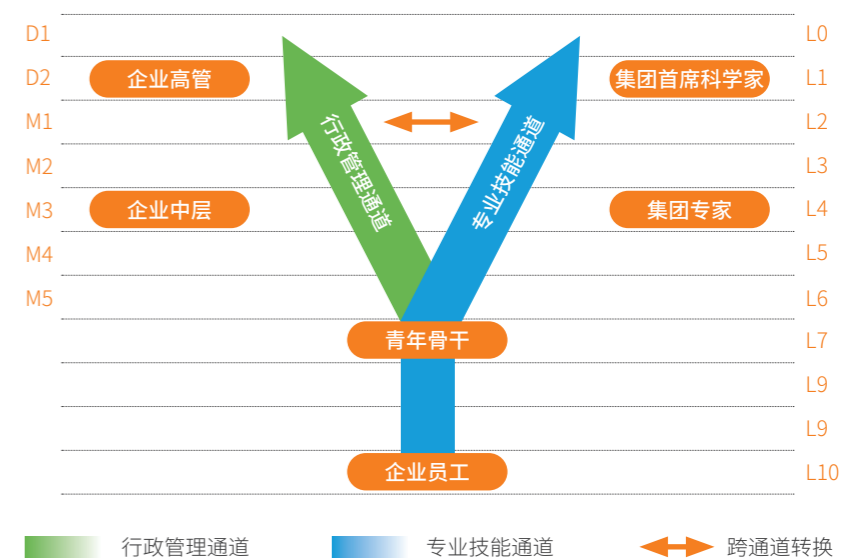 D1
L0
D2
企业高管
集团首席科学家
L1
M1
L2
行政管理通道
专业技能通道
M2
L3
M3
企业中层
集团专家
L4
M4
L5
M5
L6
青年骨干
L7
L9
L9
企业员工
L10
行政管理通道
专业技能通道
跨通道转换